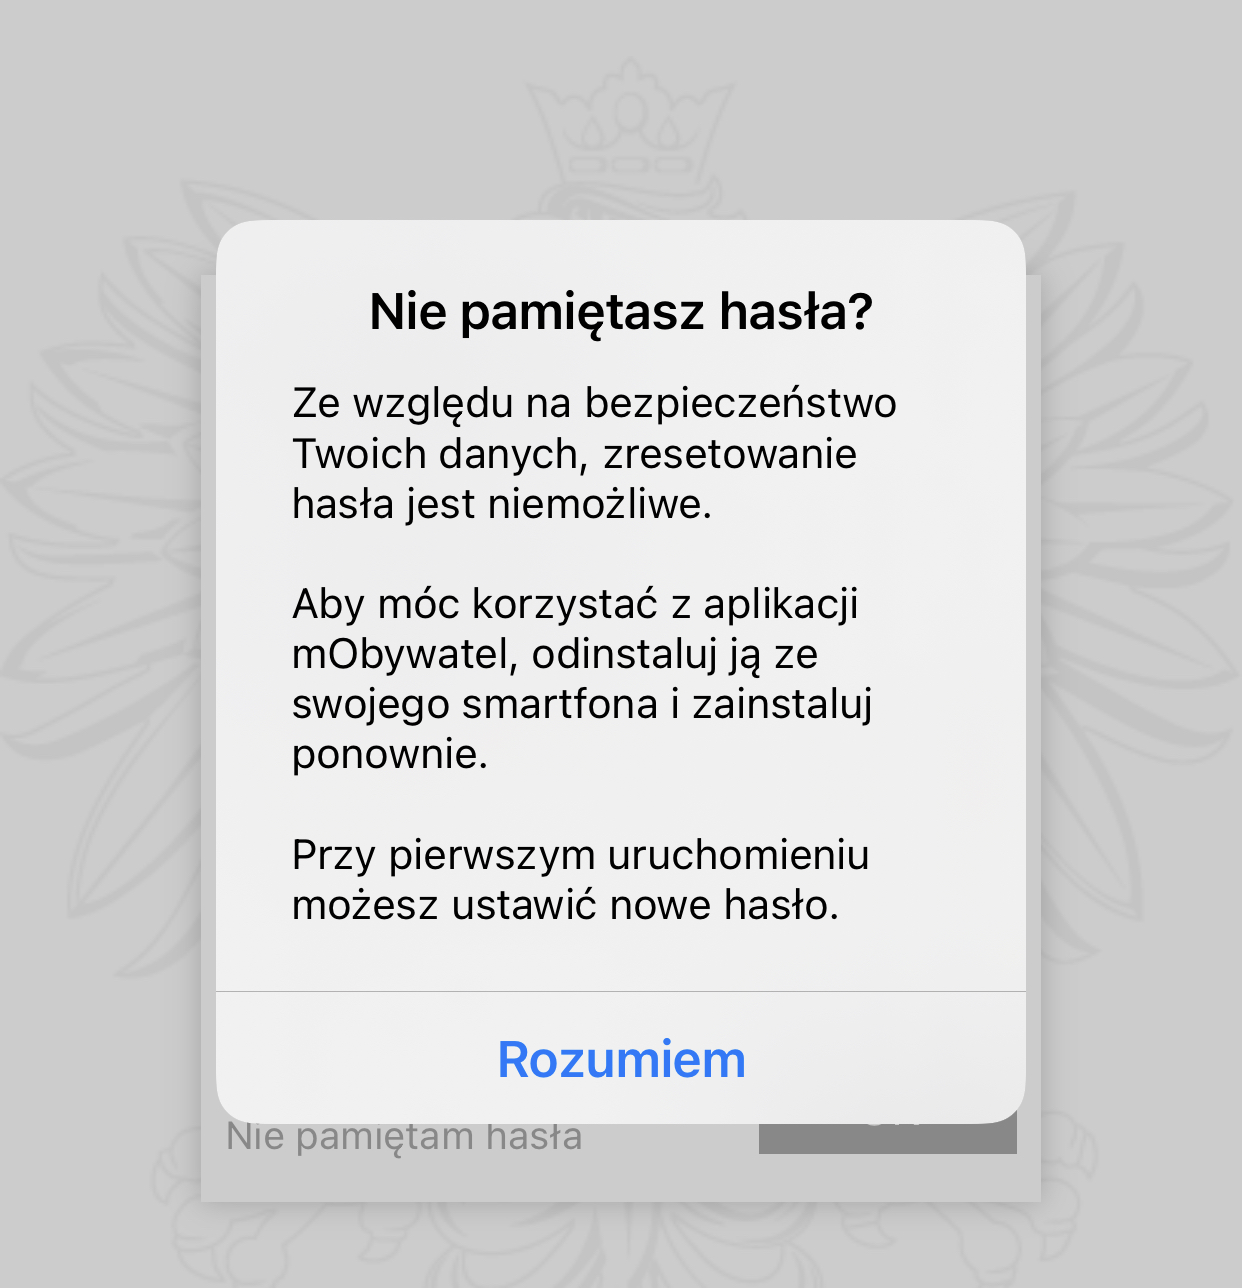 Nie pamiętasz hasła?
Ze względu na bezpieczeństwo
Twoich danych, zresetowanie
hasła jest niemożliwe.
Aby móc korzystać z aplikacji
mObywatel, odinstaluj ją ze
swojego smartfona i zainstaluj
ponownie.
Przy pierwszym uruchomieniu
możesz ustawić nowe hasło.
Rozumiem
Nie pamiętam hasła